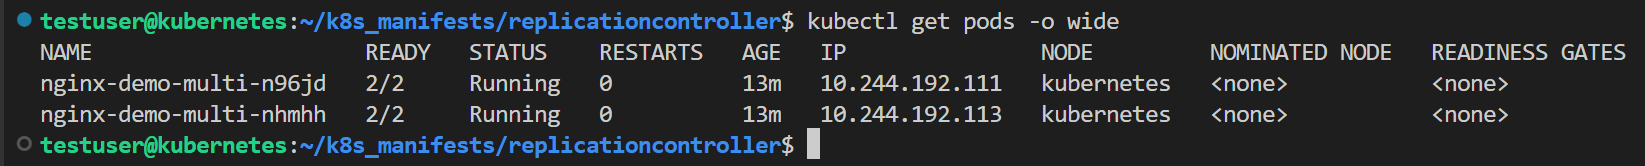 testuser@kubernetes:~/k8s_manifests/replicationcontroller$ kubectl get pods -o wide
NAME READY STATUS RESTARTS AGE IP NODE NOMINATED NODE READINESS GATES
nginx-demo-multi-n96jd 2/2 Running 0 13m 10.244.192.111 kubernetes <none> <none>
nginx-demo-multi-nhmhh 2/2 Running 0 13m 10.244.192.113 kubernetes <none> <none>
testuser@kubernetes:~/k8s_manifests/replicationcontroller$